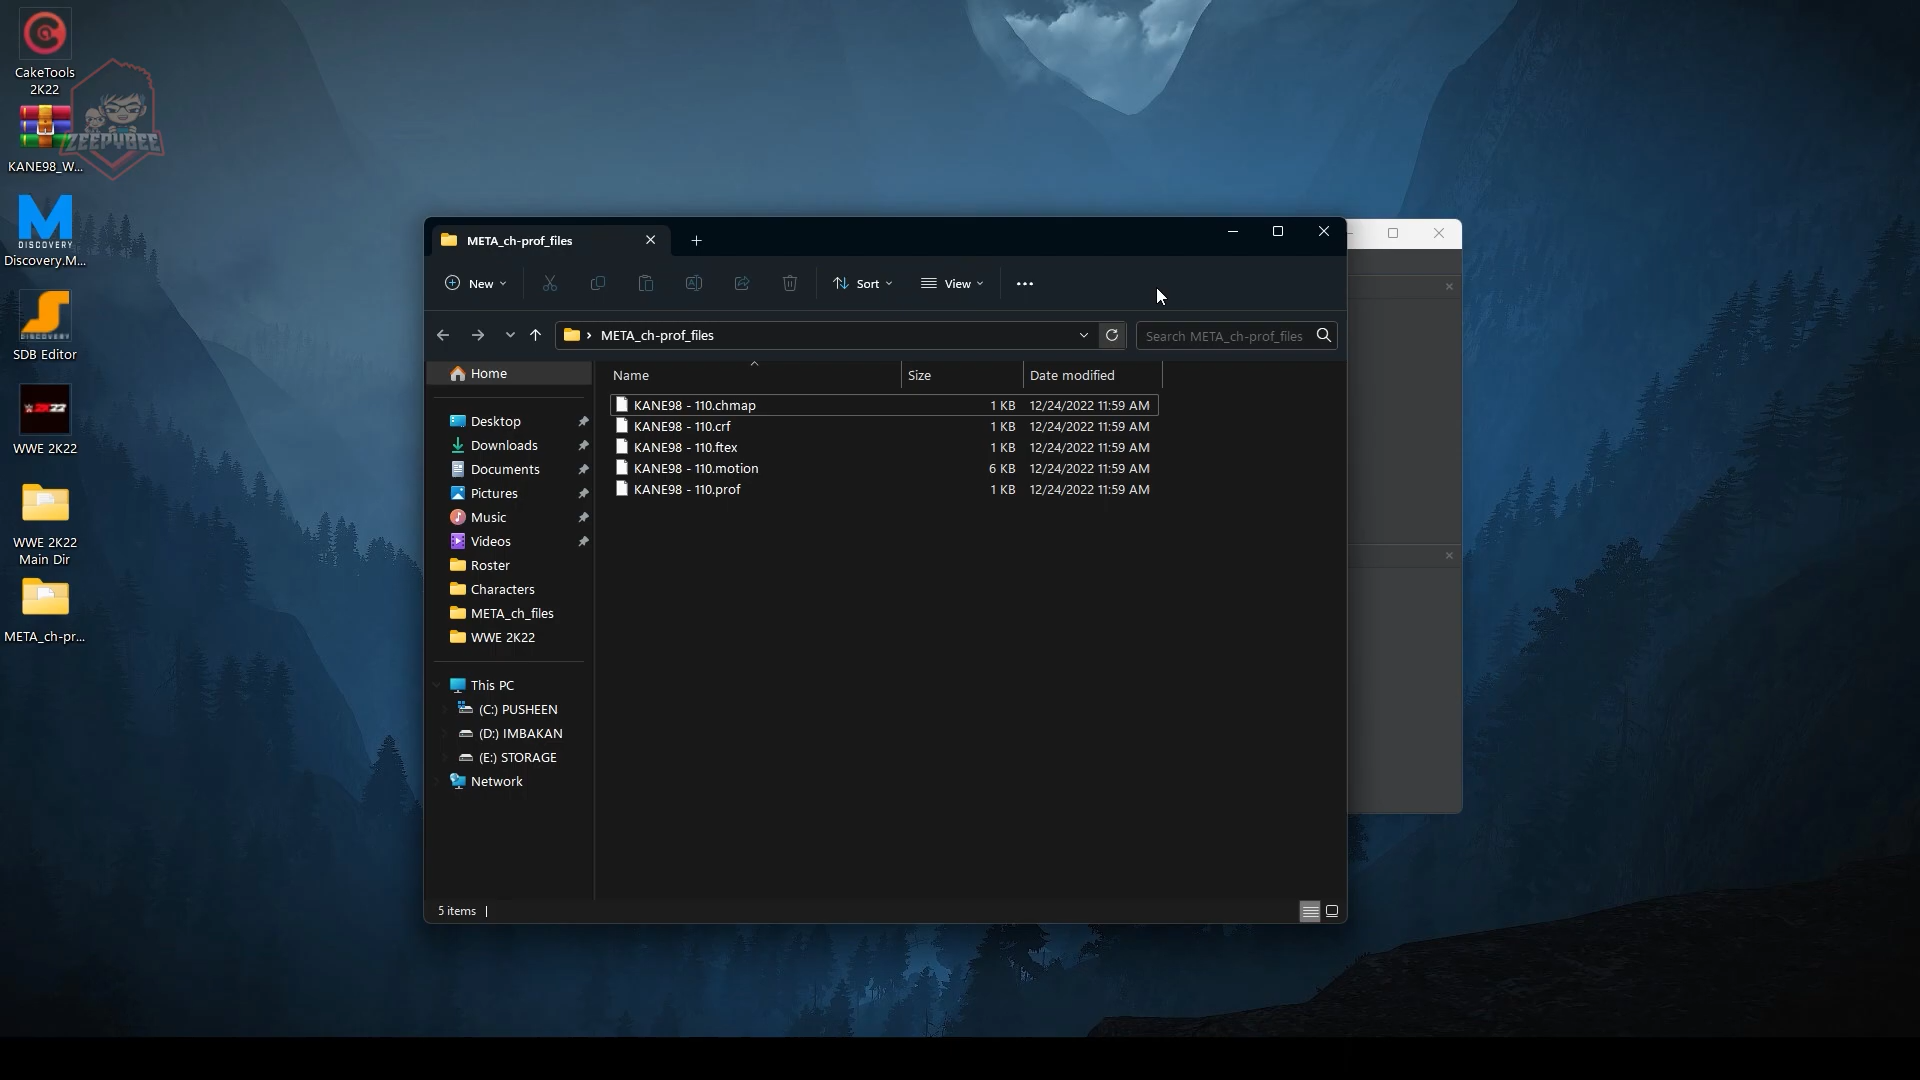 CakeTools
2K22
KANE98_W...
ZEEPYBEE
DISCOVERY
Discovery.M...
DISCOVERY
SDB Editor
2K22
WWE 2K22
WWE 2K22
Main Dir
META_ch-pr...
META_ch-prof_files
New
Sort
View
META_ch-prof_files
Search META_ch-prof_files
Home
Desktop
Downloads
Documents
Pictures
Music
Videos
Roster
Characters
META_ch_files
WWE 2K22
This PC
(C:) PUSHEEN
(D:) IMBAKAN
(E:) STORAGE
Network
Name Size Date modified
KANE98 - 110.chmap 1 KB 12/24/2022 11:59 AM
KANE98 - 110.crf 1 KB 12/24/2022 11:59 AM
KANE98 - 110.ftex 1 KB 12/24/2022 11:59 AM
KANE98 - 110.motion 6 KB 12/24/2022 11:59 AM
KANE98 - 110.prof 1 KB 12/24/2022 11:59 AM
5 items